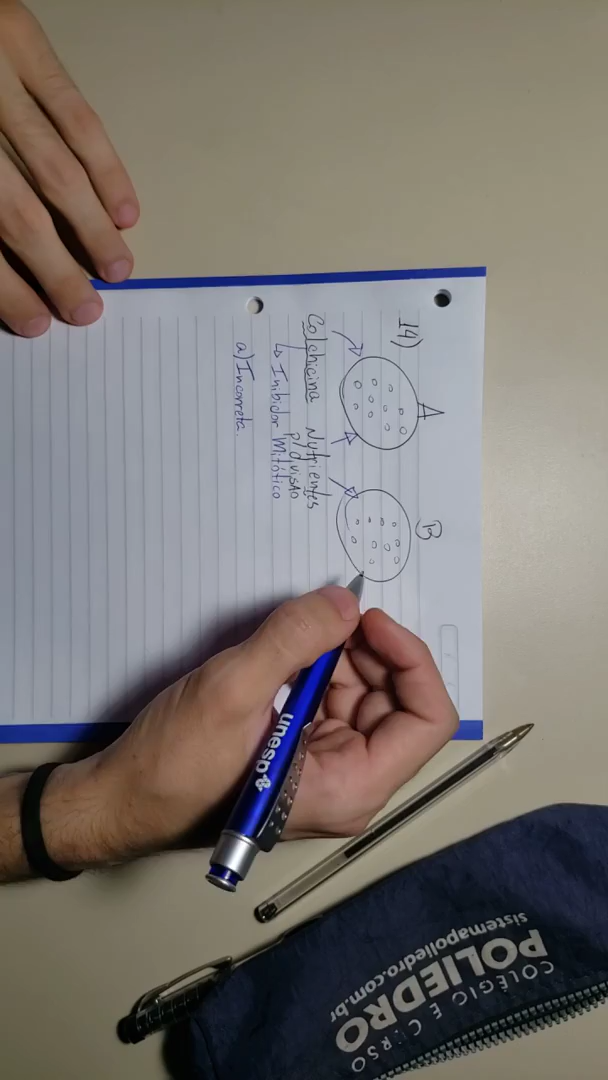 14)
A
B
Colchicina
Nutrientes
p/ divisão
↳ Inibidor Mitótico
a) Incorreta.
unesp
COLÉGIO E CURSO
POLIEDRO
sistemapoliedro.com.br